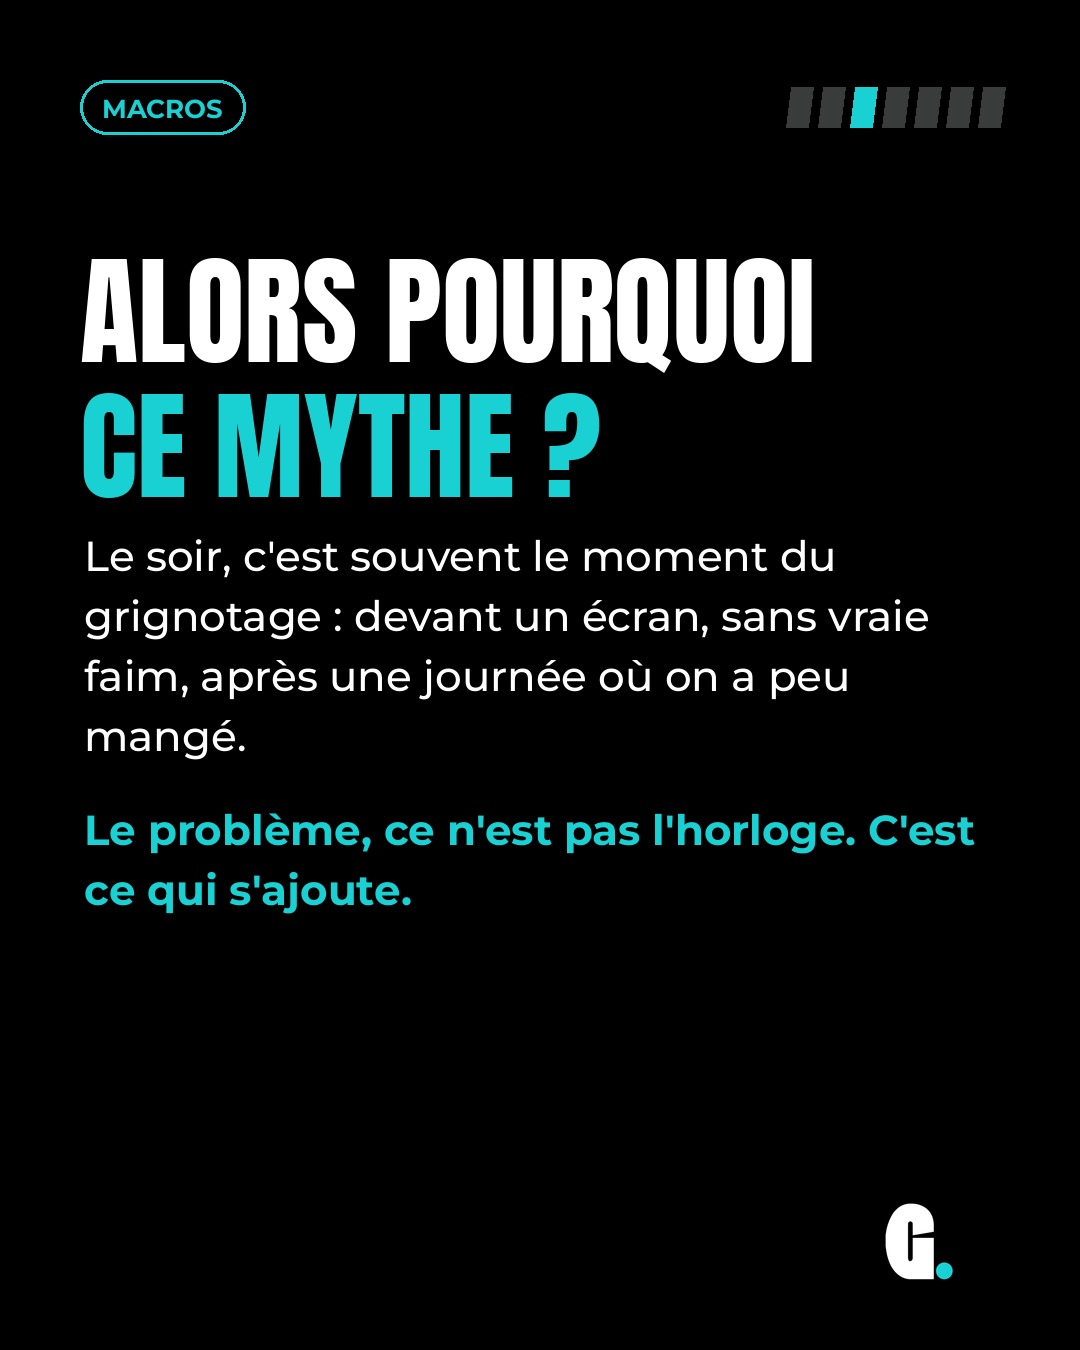 MACROS
ALORS POURQUOI
CE MYTHE ?
Le soir, c'est souvent le moment du
grignotage : devant un écran, sans vraie
faim, après une journée où on a peu
mangé.
Le problème, ce n'est pas l'horloge. C'est
ce qui s'ajoute.
G.